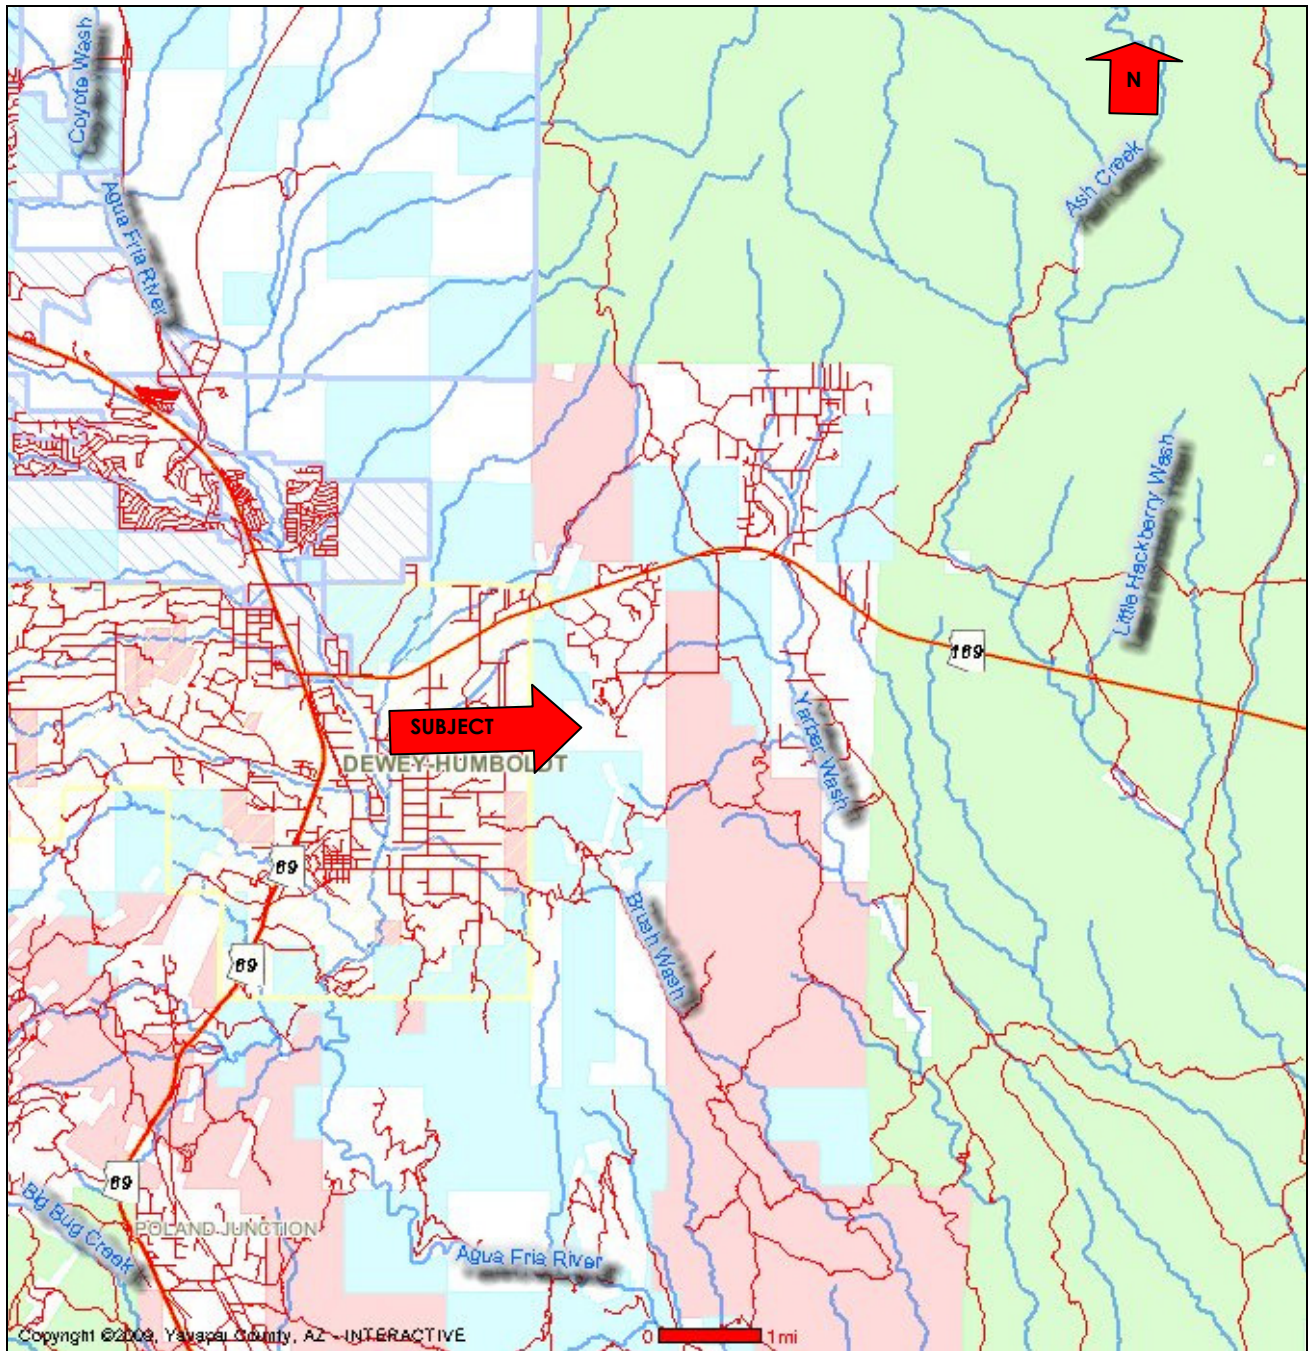 Coyote Wash
N
Ash Creek
Agua Fria River
Little Hackberry Wash
169
SUBJECT
Yarber Wash
DEWEY-HUMBOLDT
69
Brush Wash
69
69
Big Bug Creek
POLAND JUNCTION
Agua Fria River
Copyright ©2009, Yavapai County, AZ - INTERACTIVE
0 1mi